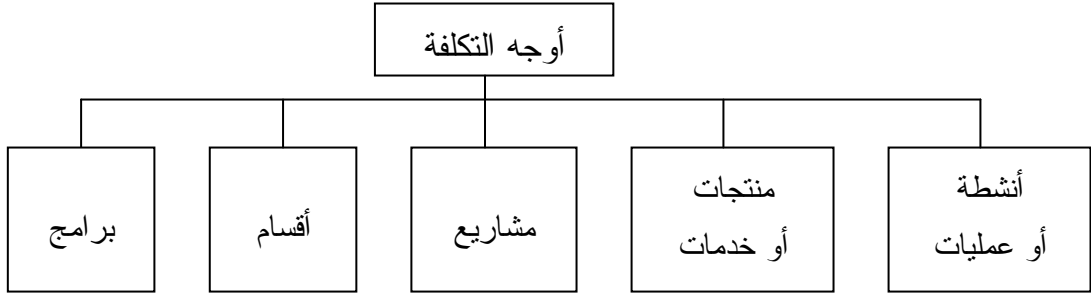 أوجه التكلفة
أنشطة
أو عمليات
منتجات
أو خدمات
مشاريع
أقسام
برامج